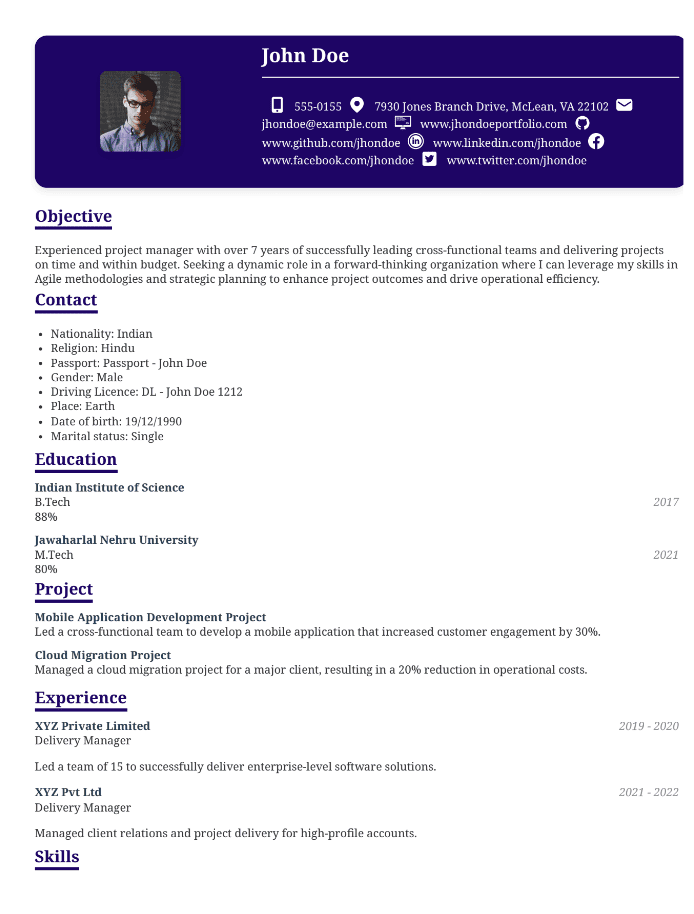 John Doe
555-0155 7930 Jones Branch Drive, McLean, VA 22102
jhondoe@example.com www.jhondoeportfolio.com
www.github.com/jhondoe www.linkedin.com/jhondoe
www.facebook.com/jhondoe www.twitter.com/jhondoe
Objective
Experienced project manager with over 7 years of successfully leading cross-functional teams and delivering projects
on time and within budget. Seeking a dynamic role in a forward-thinking organization where I can leverage my skills in
Agile methodologies and strategic planning to enhance project outcomes and drive operational efficiency.
Contact
• Nationality: Indian
• Religion: Hindu
• Passport: Passport - John Doe
• Gender: Male
• Driving Licence: DL - John Doe 1212
• Place: Earth
• Date of birth: 19/12/1990
• Marital status: Single
Education
Indian Institute of Science
B.Tech 2017
88%
Jawaharlal Nehru University
M.Tech 2021
80%
Project
Mobile Application Development Project
Led a cross-functional team to develop a mobile application that increased customer engagement by 30%.
Cloud Migration Project
Managed a cloud migration project for a major client, resulting in a 20% reduction in operational costs.
Experience
XYZ Private Limited 2019 - 2020
Delivery Manager
Led a team of 15 to successfully deliver enterprise-level software solutions.
XYZ Pvt Ltd 2021 - 2022
Delivery Manager
Managed client relations and project delivery for high-profile accounts.
Skills